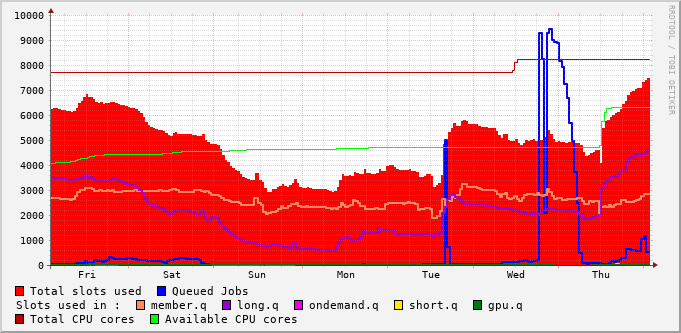 10000
9000
8000
7000
6000
5000
4000
3000
2000
1000
0
Fri Sat Sun Mon Tue Wed Thu
Total slots used Queued Jobs
Slots used in : member.q long.q ondemand.q short.q gpu.q
Total CPU cores Available CPU cores
RRDTOOL / TOBI OETIKER